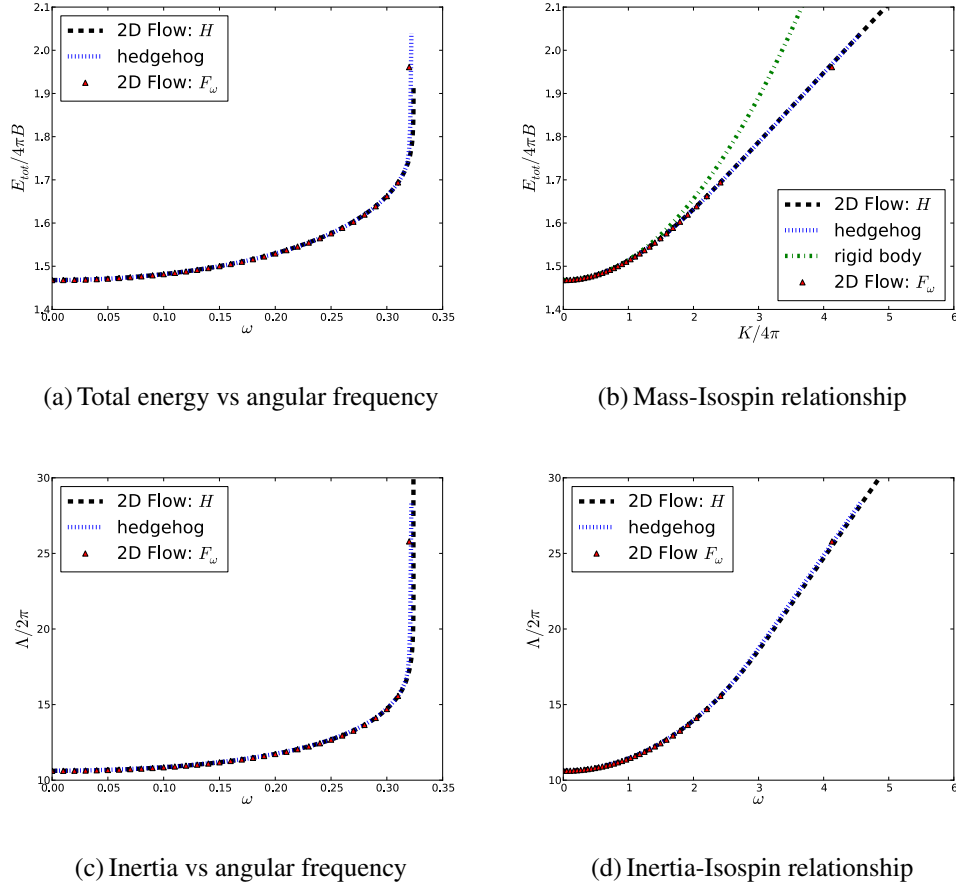 2.1
2.0
1.9
1.8
1.7
1.6
1.5
1.4
E_tot/4πB
2D Flow: H
hedgehog
2D Flow: F_ω
0.00 0.05 0.10 0.15 0.20 0.25 0.30 0.35
ω
(a) Total energy vs angular frequency
2.1
2.0
1.9
1.8
1.7
1.6
1.5
1.4
E_tot/4πB
2D Flow: H
hedgehog
rigid body
2D Flow: F_ω
0 1 2 3 4 5 6
K/4π
(b) Mass-Isospin relationship
30
25
20
15
10
Λ/2π
2D Flow: H
hedgehog
2D Flow: F_ω
0.00 0.05 0.10 0.15 0.20 0.25 0.30 0.35
ω
(c) Inertia vs angular frequency
30
25
20
15
10
Λ/2π
2D Flow: H
hedgehog
2D Flow F_ω
0 1 2 3 4 5 6
ω
(d) Inertia-Isospin relationship